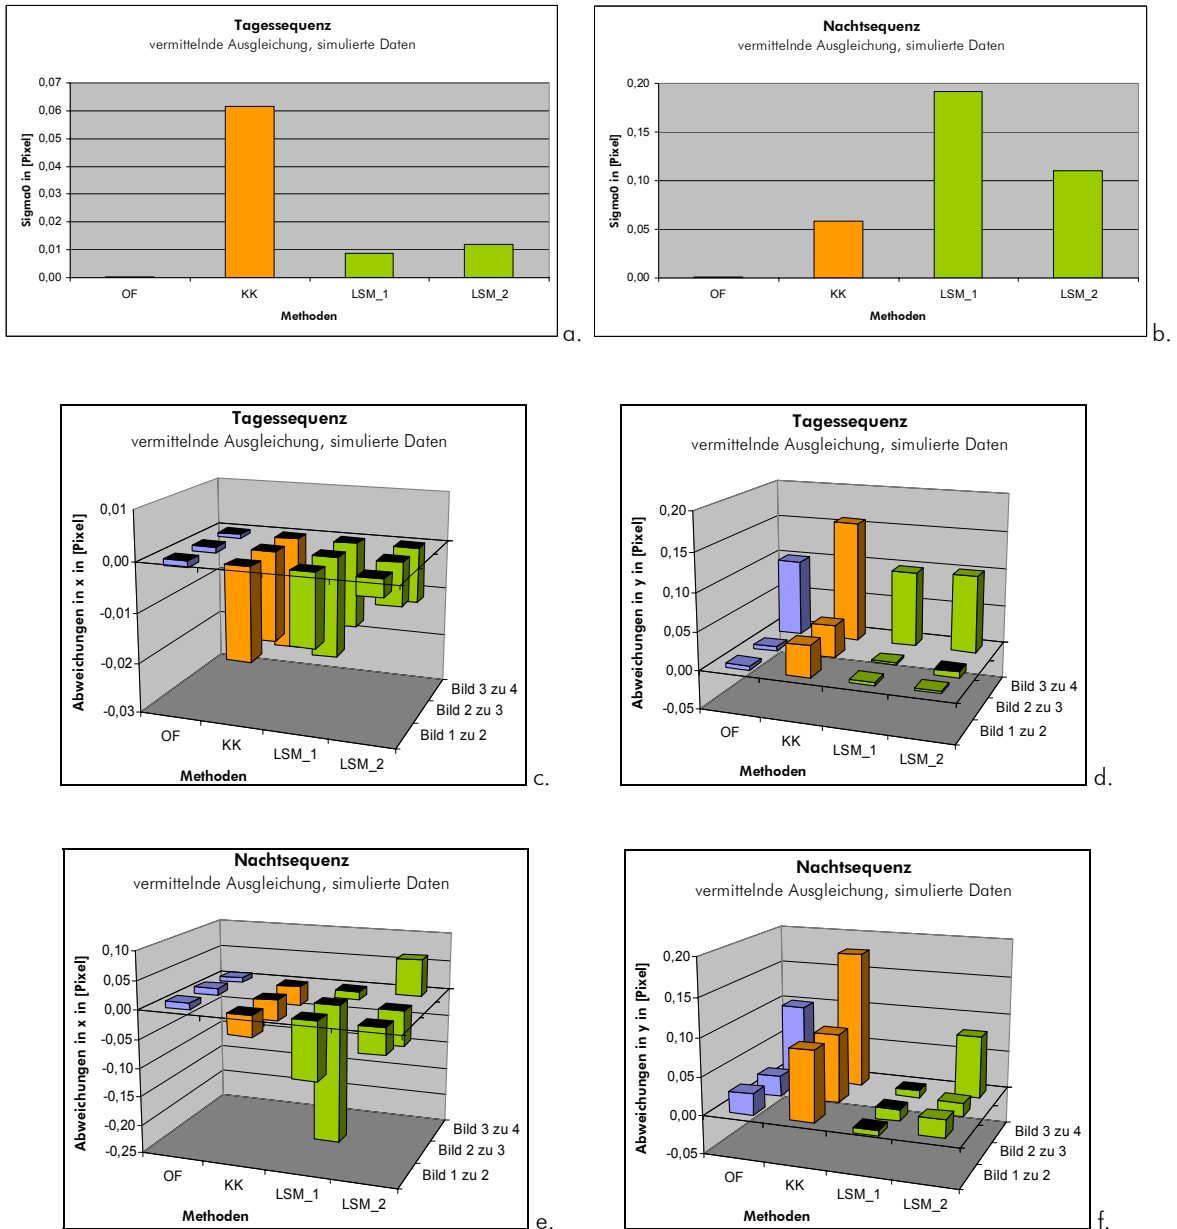 Tagessequenz
vermittelnde Ausgleichung, simulierte Daten
Sigma0 in [Pixel]
0,07
0,06
0,05
0,04
0,03
0,02
0,01
0,00
OF KK LSM_1 LSM_2
Methoden
a.
Nachtsequenz
vermittelnde Ausgleichung, simulierte Daten
Sigma0 in [Pixel]
0,20
0,15
0,10
0,05
0,00
OF KK LSM_1 LSM_2
Methoden
b.
Tagessequenz
vermittelnde Ausgleichung, simulierte Daten
Abweichungen in x in [Pixel]
0,01
0,00
-0,01
-0,02
-0,03
OF KK LSM_1 LSM_2
Bild 3 zu 4
Bild 2 zu 3
Bild 1 zu 2
Methoden
c.
Tagessequenz
vermittelnde Ausgleichung, simulierte Daten
Abweichungen in y in [Pixel]
0,20
0,15
0,10
0,05
0,00
-0,05
OF KK LSM_1 LSM_2
Bild 3 zu 4
Bild 2 zu 3
Bild 1 zu 2
Methoden
d.
Nachtsequenz
vermittelnde Ausgleichung, simulierte Daten
Abweichungen in x in [Pixel]
0,10
0,05
0,00
-0,05
-0,10
-0,15
-0,20
-0,25
OF KK LSM_1 LSM_2
Bild 3 zu 4
Bild 2 zu 3
Bild 1 zu 2
Methoden
e.
Nachtsequenz
vermittelnde Ausgleichung, simulierte Daten
Abweichungen in y in [Pixel]
0,20
0,15
0,10
0,05
0,00
-0,05
OF KK LSM_1 LSM_2
Bild 3 zu 4
Bild 2 zu 3
Bild 1 zu 2
Methoden
f.